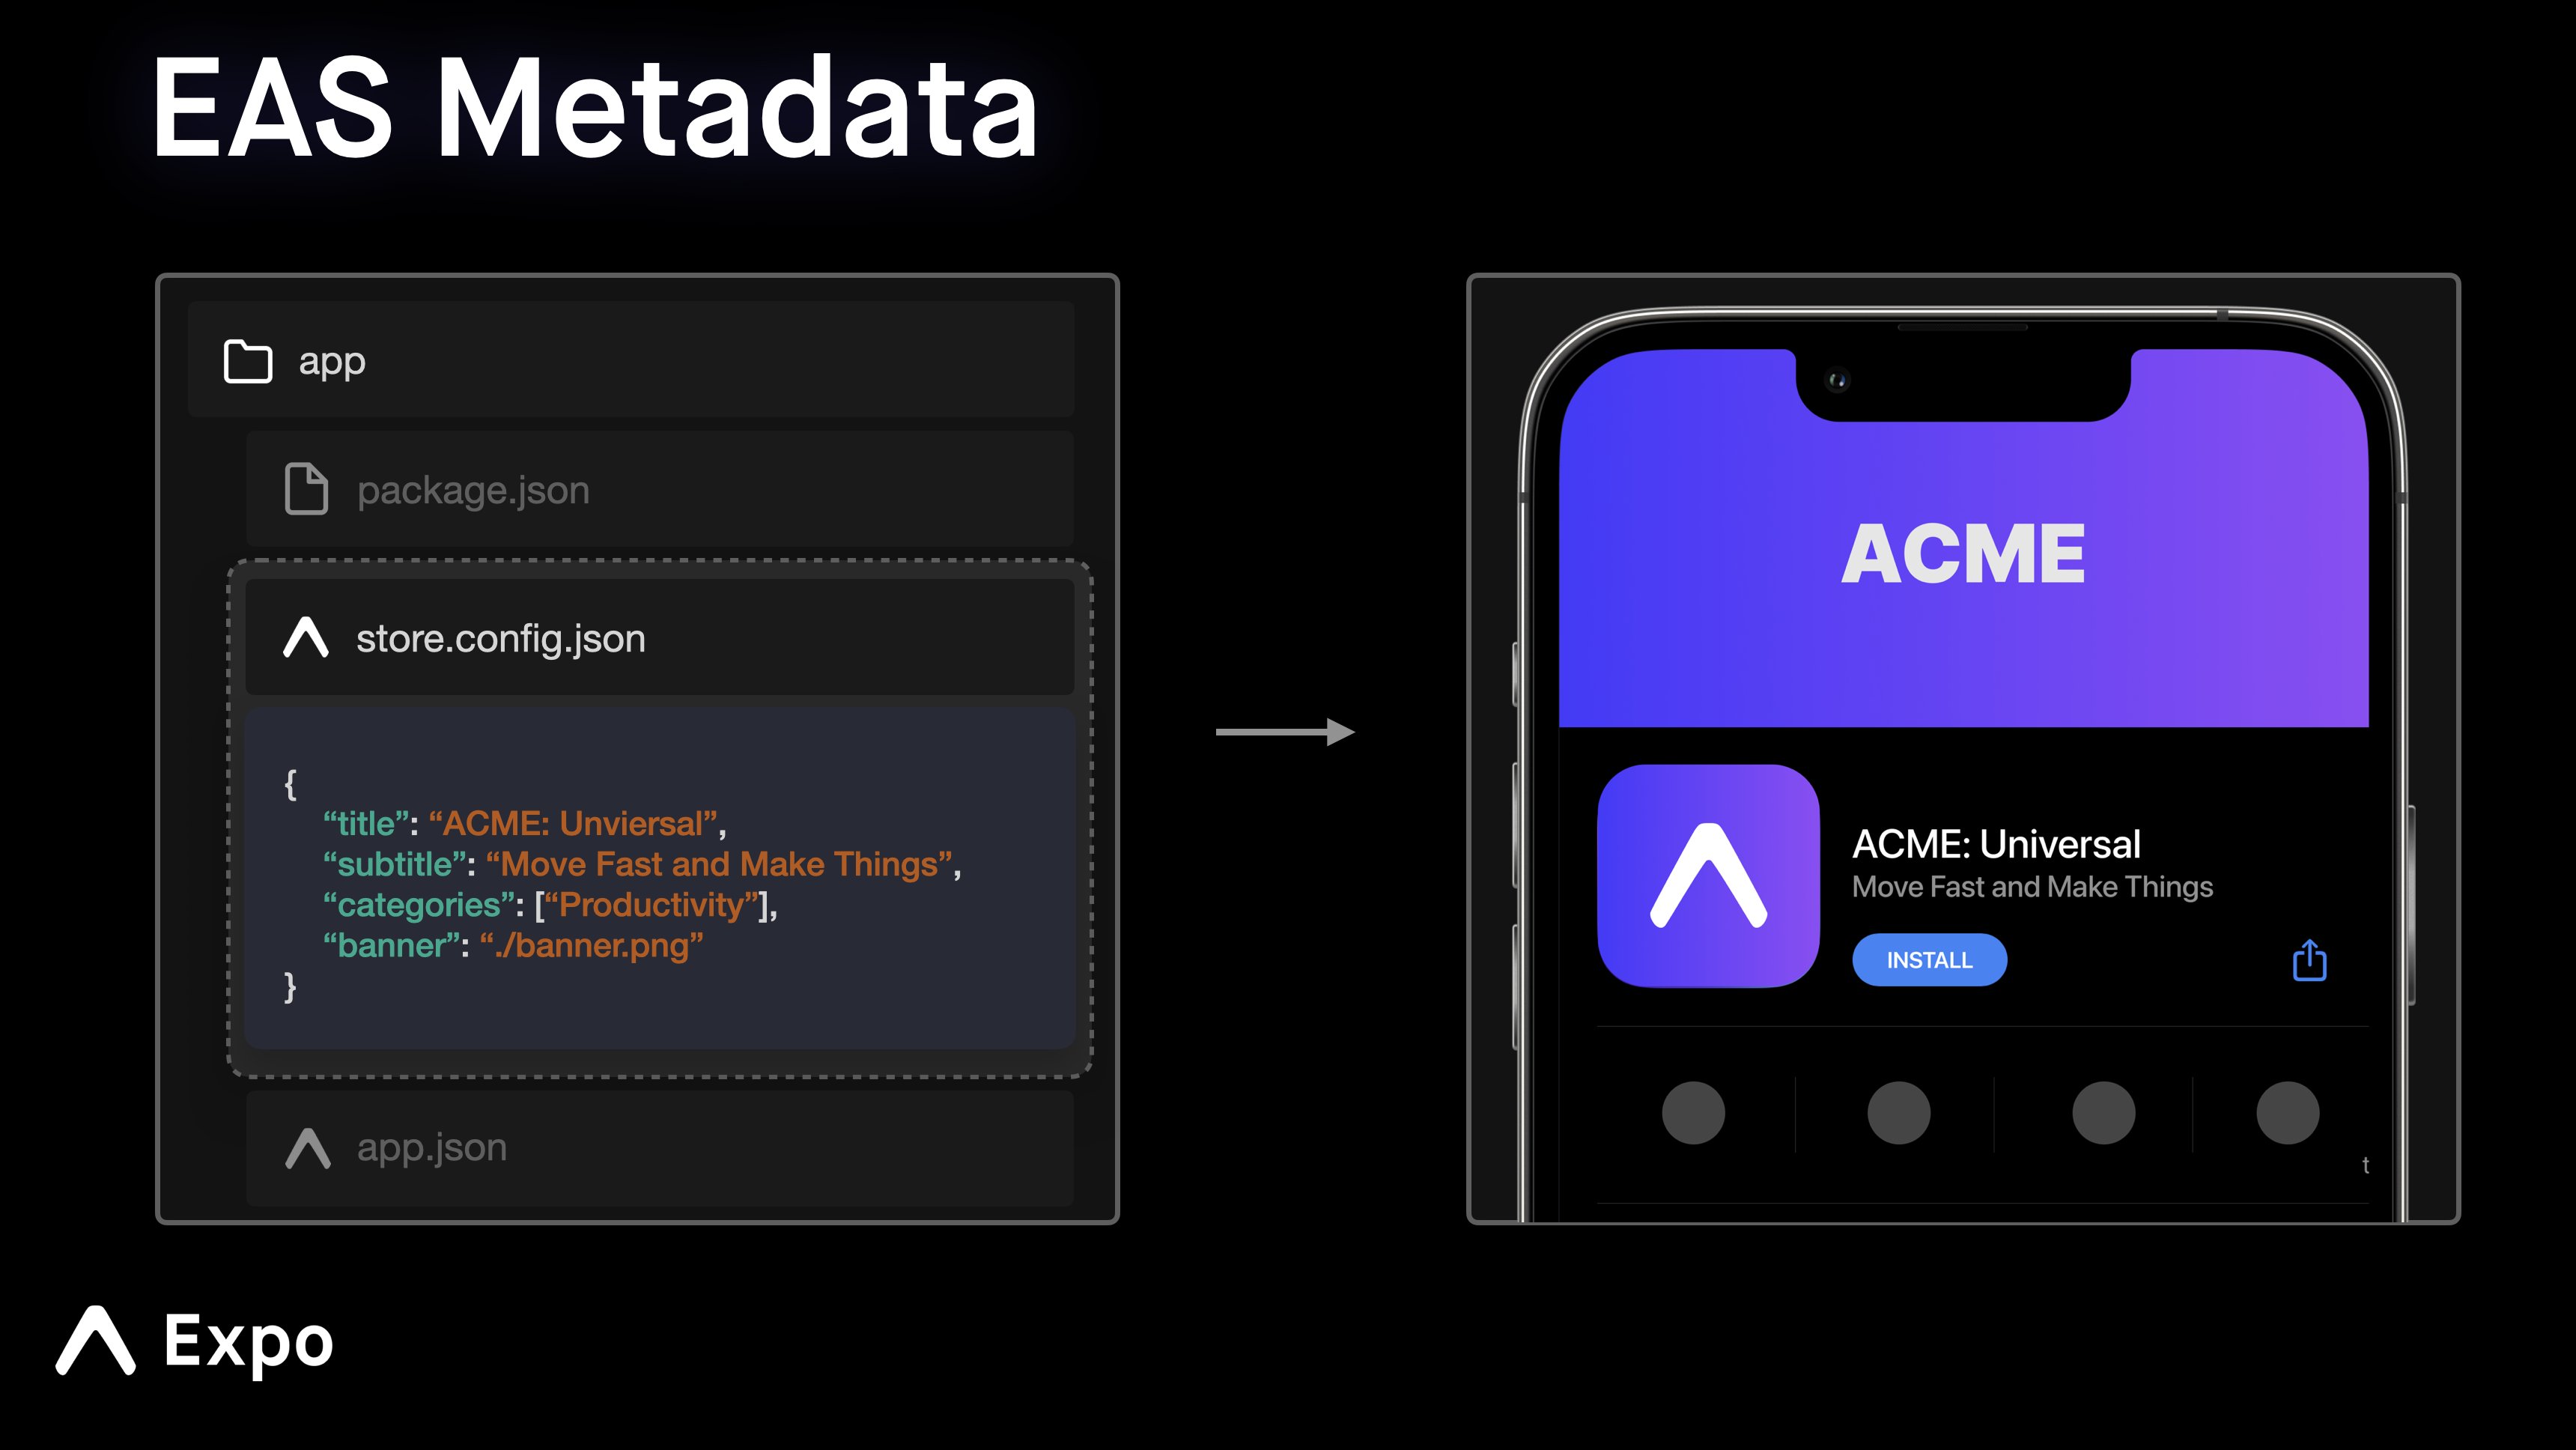 EAS Metadata
app
package.json
store.config.json
{
“title”: “ACME: Unviersal”,
“subtitle”: “Move Fast and Make Things”,
“categories”: [“Productivity”],
“banner”: “./banner.png”
}
app.json
ACME
ACME: Universal
Move Fast and Make Things
INSTALL
t
Expo